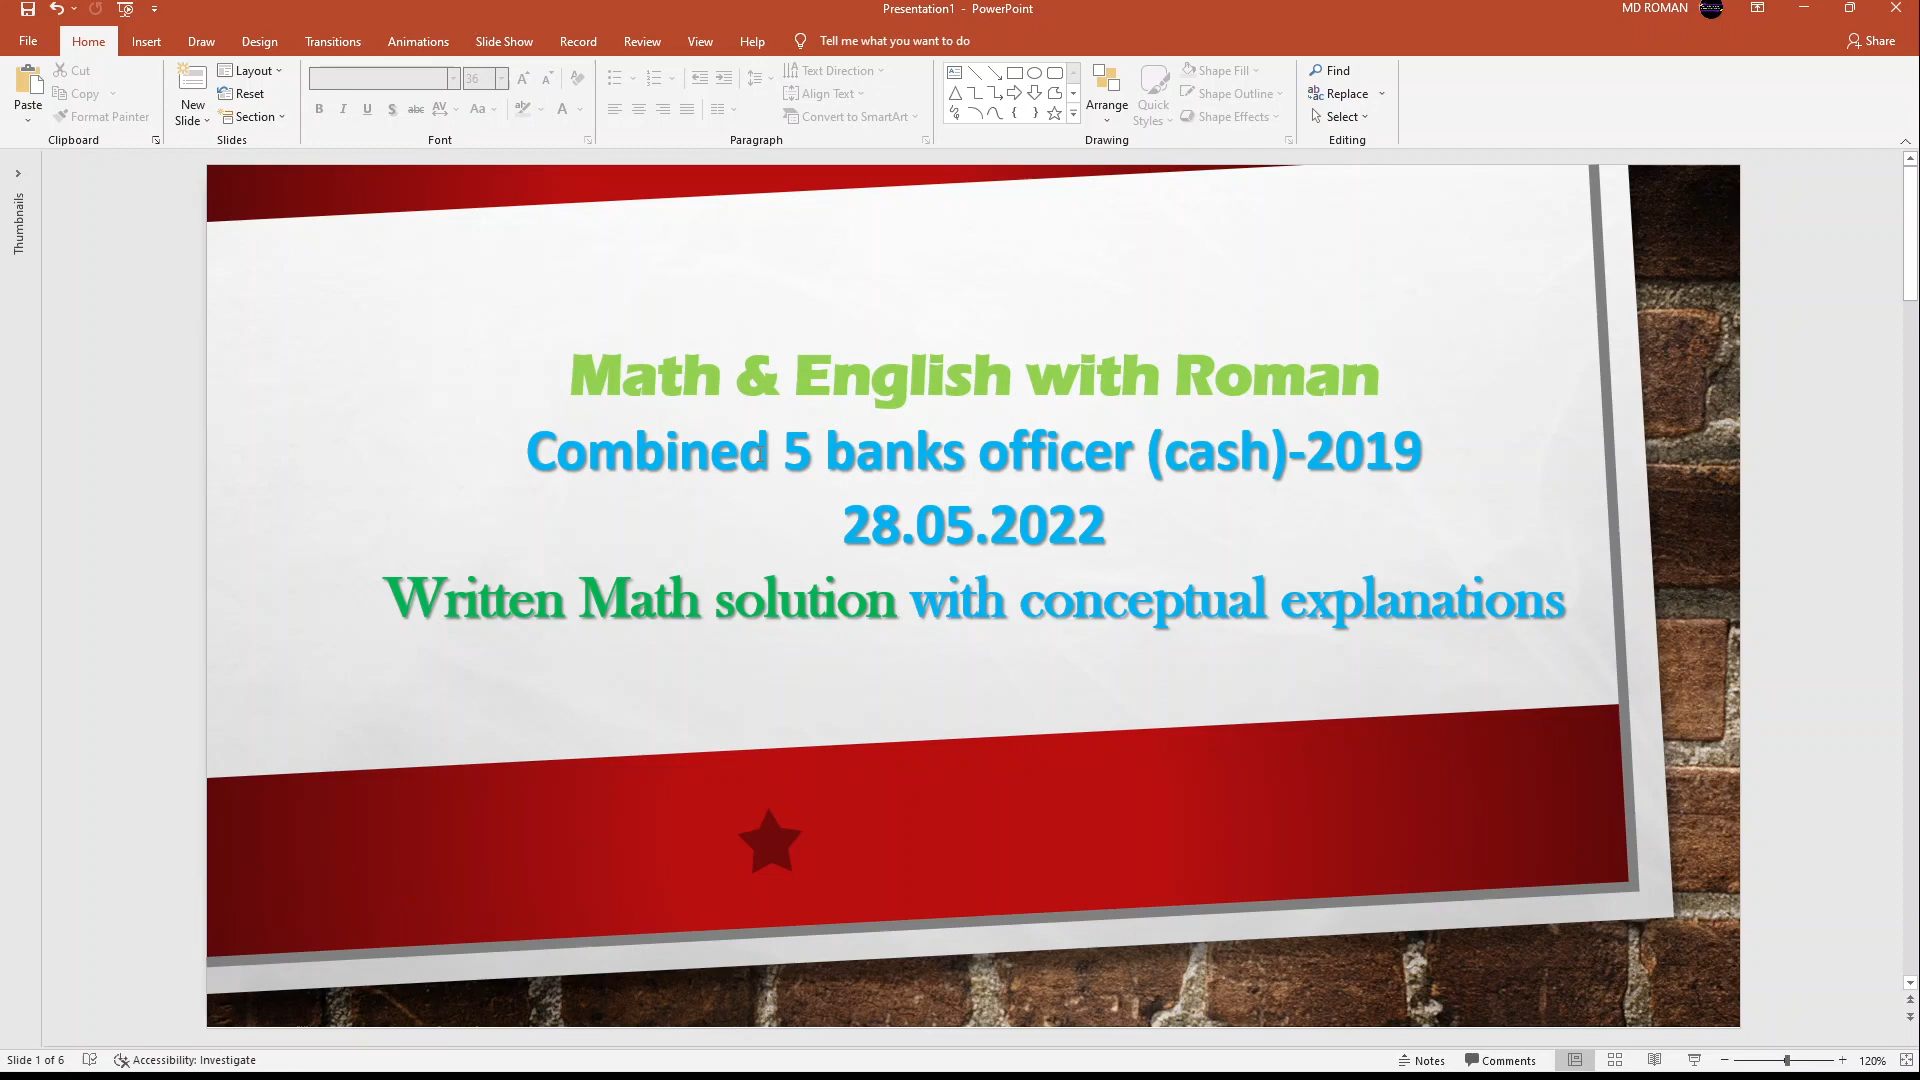 Presentation1 - PowerPoint
MD ROMAN
File Home Insert Draw Design Transitions Animations Slide Show Record Review View Help Tell me what you want to do Share
Paste
Cut
Copy
Format Painter
Clipboard
New Slide
Layout
Reset
Section
Slides
36
B I U S abc AV Aa A
Font
Text Direction
Align Text
Convert to SmartArt
Paragraph
Arrange
Quick Styles
Shape Fill
Shape Outline
Shape Effects
Drawing
Find
Replace
Select
Editing
Thumbnails
Math & English with Roman
Combined 5 banks officer (cash)-2019
28.05.2022
Written Math solution with conceptual explanations
Slide 1 of 6 Accessibility: Investigate Notes Comments 120%